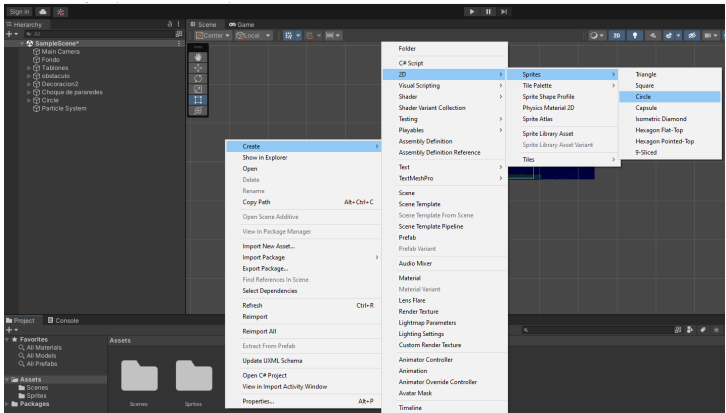 Sign in
Hierarchy
All
SampleScene*
Main Camera
Fondo
Tablones
obstaculo
Decoracion2
Choque de pararedes
Circle
Particle System
Scene
Game
Center
Local
2D
Create
Show in Explorer
Open
Delete
Rename
Copy Path Alt+Ctrl+C
Open Scene Additive
View in Package Manager
Import New Asset...
Import Package
Export Package...
Find References In Scene
Select Dependencies
Refresh Ctrl+R
Reimport
Reimport All
Extract From Prefab
Update UXML Schema
Open C# Project
View in Import Activity Window
Properties... Alt+P
Folder
C# Script
2D
Visual Scripting
Shader
Shader Variant Collection
Testing
Playables
Assembly Definition
Assembly Definition Reference
Text
TextMeshPro
Scene
Scene Template
Scene Template From Scene
Scene Template Pipeline
Prefab
Prefab Variant
Audio Mixer
Material
Material Variant
Lens Flare
Render Texture
Lightmap Parameters
Lighting Settings
Custom Render Texture
Animator Controller
Animation
Animator Override Controller
Avatar Mask
Timeline
Sprites
Tile Palette
Sprite Shape Profile
Physics Material 2D
Sprite Atlas
Sprite Library Asset
Sprite Library Asset Variant
Tiles
Triangle
Square
Circle
Capsule
Isometric Diamond
Hexagon Flat-Top
Hexagon Pointed-Top
9-Sliced
Project
Console
Favorites
All Materials
All Models
All Prefabs
Assets
Scenes
Sprites
Packages
Assets
Scenes
Sprites